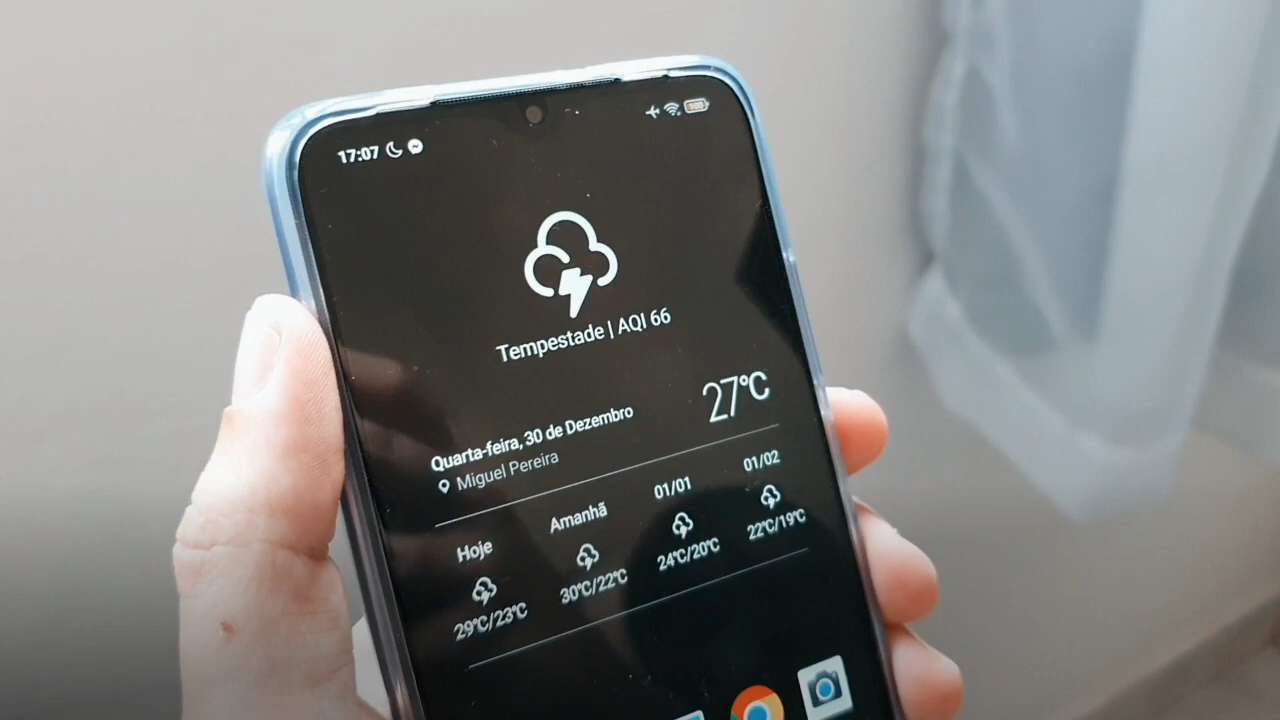 17:07
Tempestade | AQI 66
27°C
Quarta-feira, 30 de Dezembro
Miguel Pereira
Hoje
Amanhã
01/01
01/02
29°C/23°C
30°C/22°C
24°C/20°C
22°C/19°C